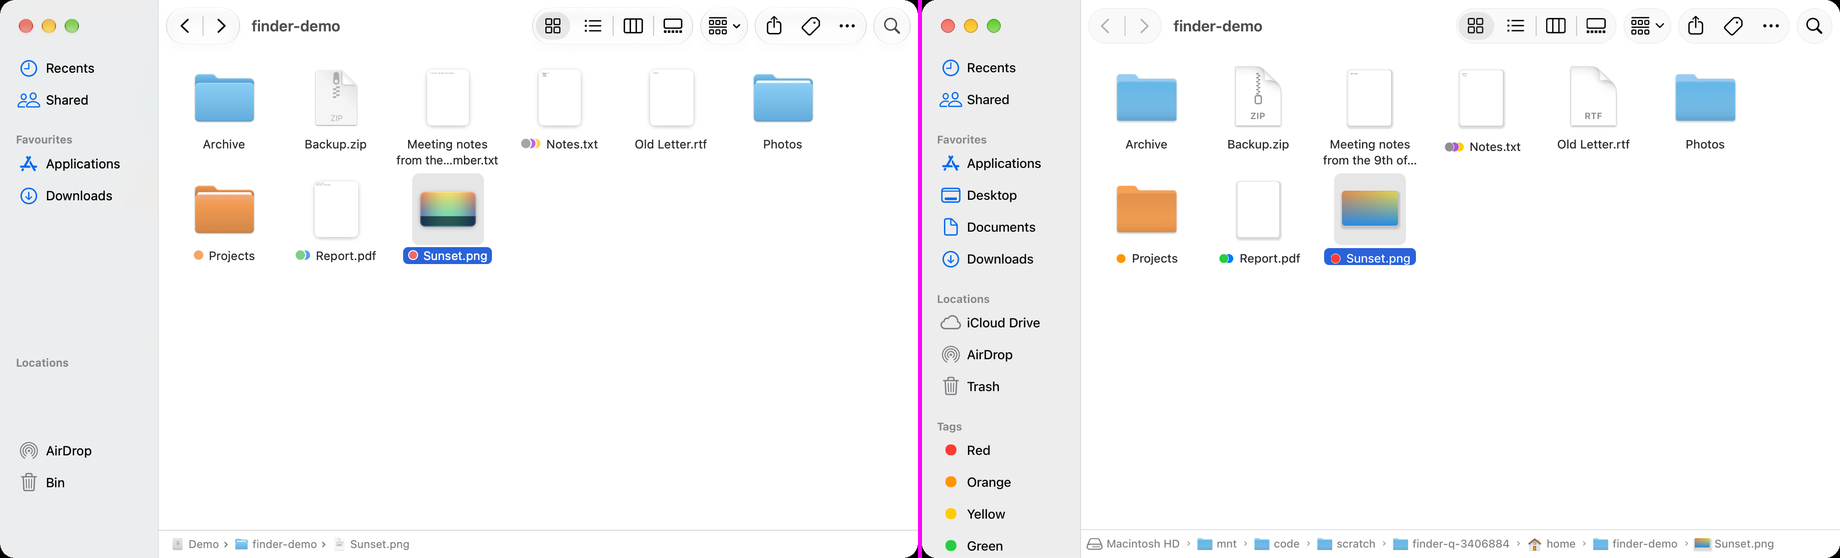 finder-demo
Recents
Shared
Favourites
Applications
Downloads
Locations
AirDrop
Bin
Archive
ZIP
Backup.zip
Meeting notes
from the...mber.txt
Notes.txt
Old Letter.rtf
Photos
Projects
Report.pdf
Sunset.png
Demo › finder-demo › Sunset.png
finder-demo
Recents
Shared
Favorites
Applications
Desktop
Documents
Downloads
Locations
iCloud Drive
AirDrop
Trash
Tags
Red
Orange
Yellow
Green
Archive
ZIP
Backup.zip
Meeting notes
from the 9th of...
Notes.txt
RTF
Old Letter.rtf
Photos
Projects
Report.pdf
Sunset.png
Macintosh HD › mnt › code › scratch › finder-q-3406884 › home › finder-demo › Sunset.png